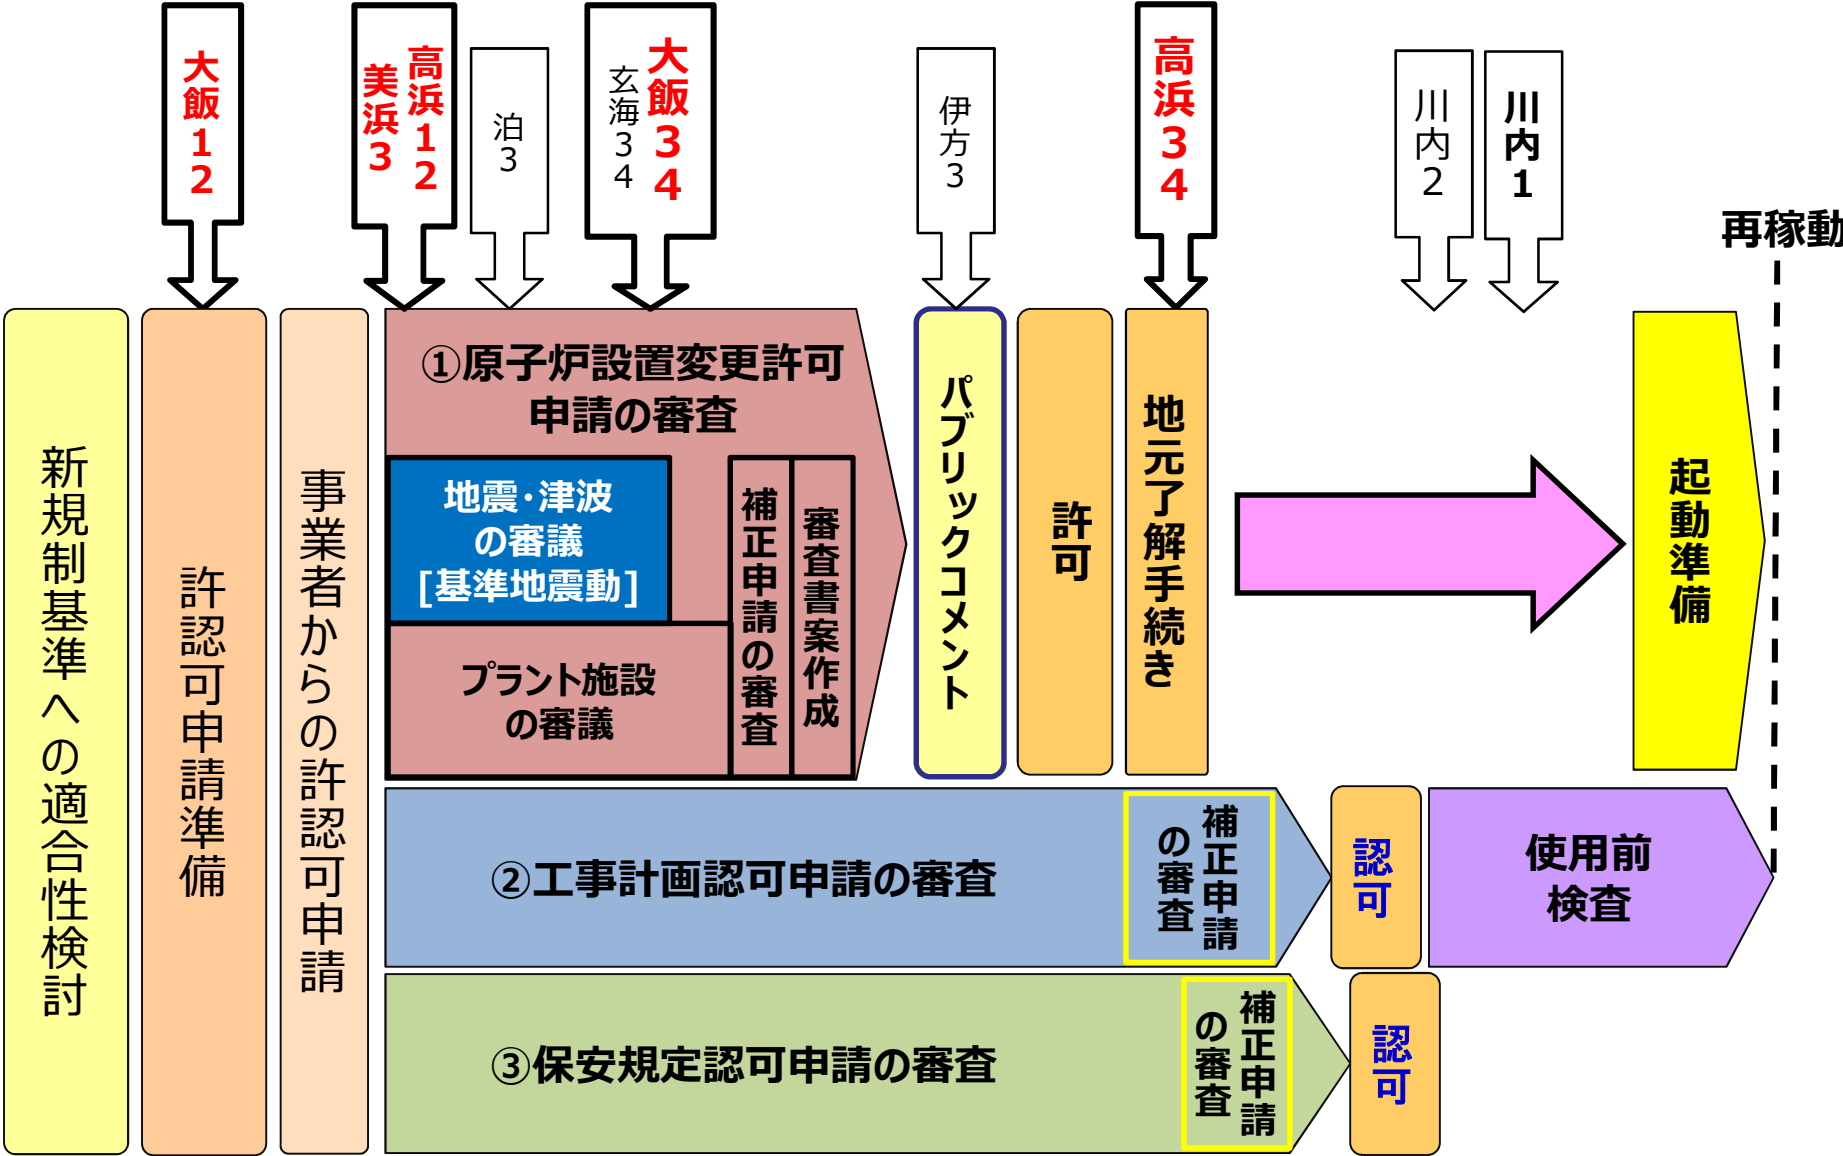 大飯12
高浜12
美浜3
泊3
大飯34
玄海34
伊方3
高浜34
川内2
川内1
再稼動
新規制基準への適合性検討
許認可申請準備
事業者からの許認可申請
①原子炉設置変更許可
申請の審査
地震・津波
の審議
[基準地震動]
プラント施設
の審議
補正申請の審査
審査書案作成
パブリックコメント
許可
地元了解手続き
起動準備
②工事計画認可申請の審査
補正申請
の審査
認可
使用前
検査
③保安規定認可申請の審査
補正申請
の審査
認可